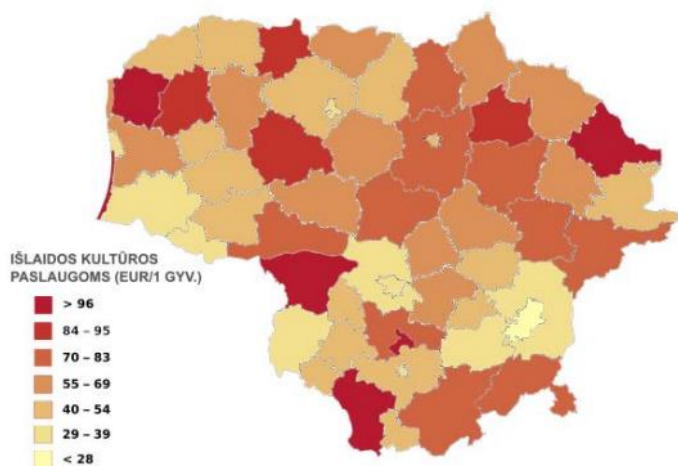 IŠLAIDOS KULTŪROS
PASLAUGOMS (EUR/1 GYV.)
> 96
84 – 95
70 – 83
55 – 69
40 – 54
29 – 39
< 28